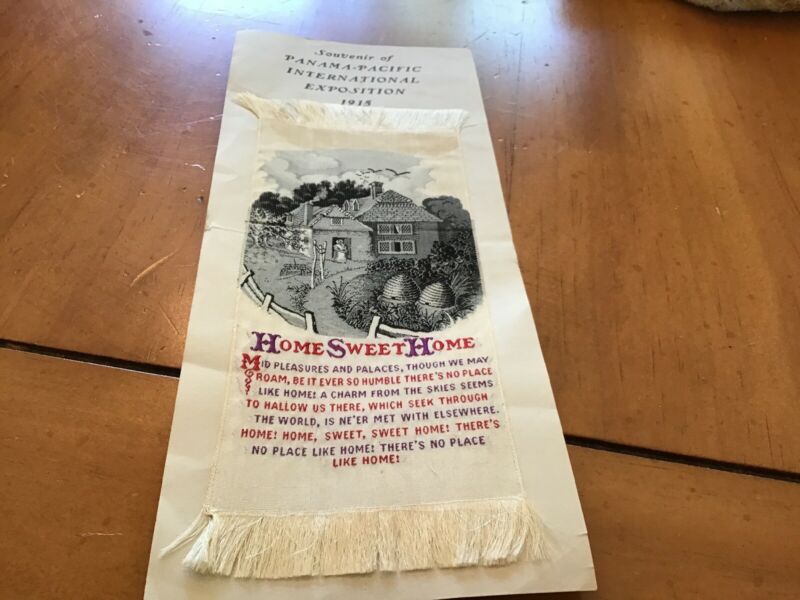 Souvenir of
PANAMA-PACIFIC
INTERNATIONAL
EXPOSITION
1915
HOME SWEET HOME
MID PLEASURES AND PALACES, THOUGH WE MAY
ROAM, BE IT EVER SO HUMBLE THERE'S NO PLACE
LIKE HOME! A CHARM FROM THE SKIES SEEMS
TO HALLOW US THERE, WHICH SEEK THROUGH
THE WORLD, IS NE'ER MET WITH ELSEWHERE.
HOME! HOME, SWEET, SWEET HOME! THERE'S
NO PLACE LIKE HOME! THERE'S NO PLACE
LIKE HOME!